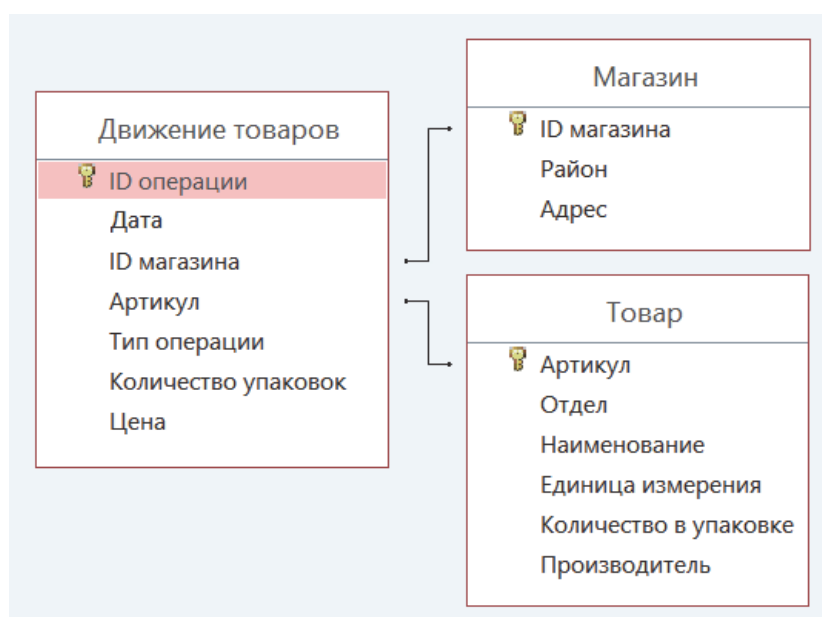 Движение товаров
ID операции
Дата
ID магазина
Артикул
Тип операции
Количество упаковок
Цена
Магазин
ID магазина
Район
Адрес
Товар
Артикул
Отдел
Наименование
Единица измерения
Количество в упаковке
Производитель